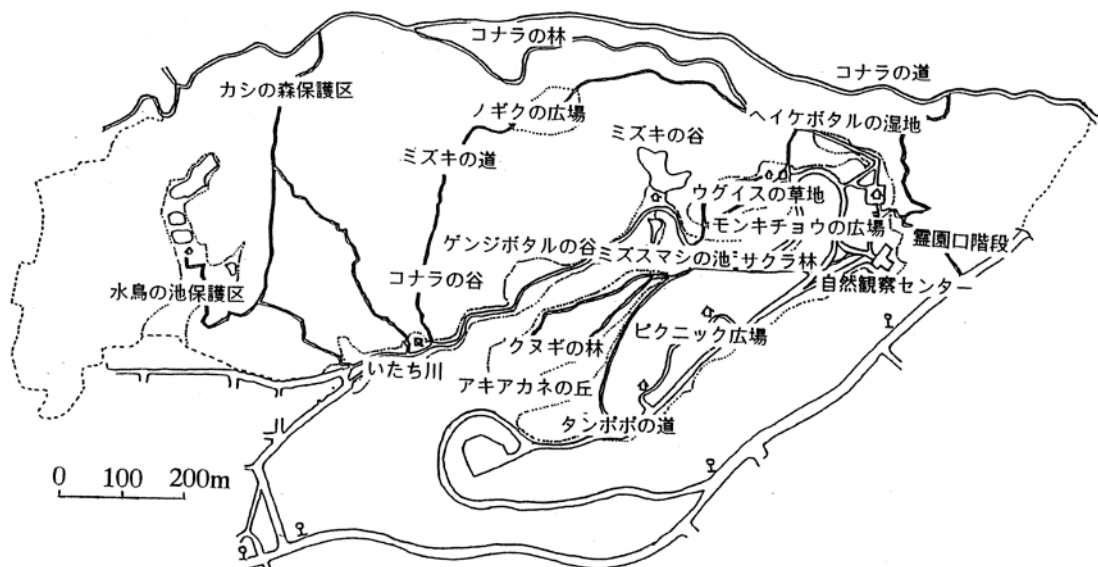 コナラの林
コナラの道
カシの森保護区
ノギクの広場
ヘイケボタルの湿地
ミズキの谷
ミズキの道
ウグイスの草地
モンキチョウの広場
霊園口階段
ゲンジボタルの谷
ミズスマシの池
サクラ林
コナラの谷
自然観察センター
水鳥の池保護区
ピクニック広場
クヌギの林
いたち川
アキアカネの丘
タンポポの道
0 100 200m